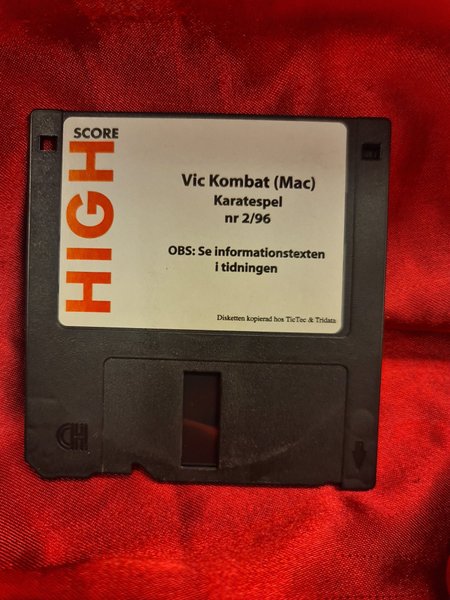 HIGH
SCORE
Vic Kombat (Mac)
Karatespel
nr 2/96
OBS: Se informationstexten
i tidningen
Disketten kopierad hos TicTec & Tridata